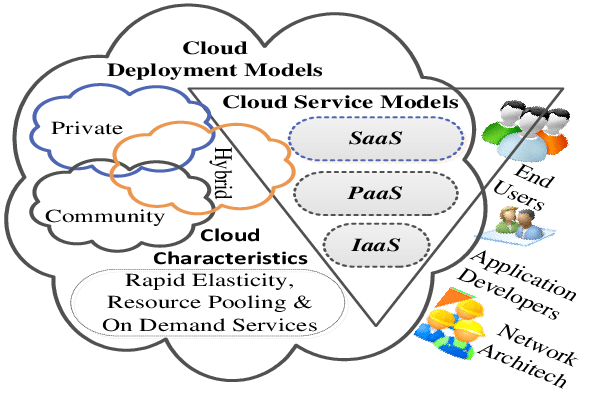 Cloud
Deployment Models
Cloud Service Models
Private
Hybrid
Community
SaaS
PaaS
IaaS
Cloud
Characteristics
Rapid Elasticity,
Resource Pooling &
On Demand Services
End
Users
Application
Developers
Network
Architech